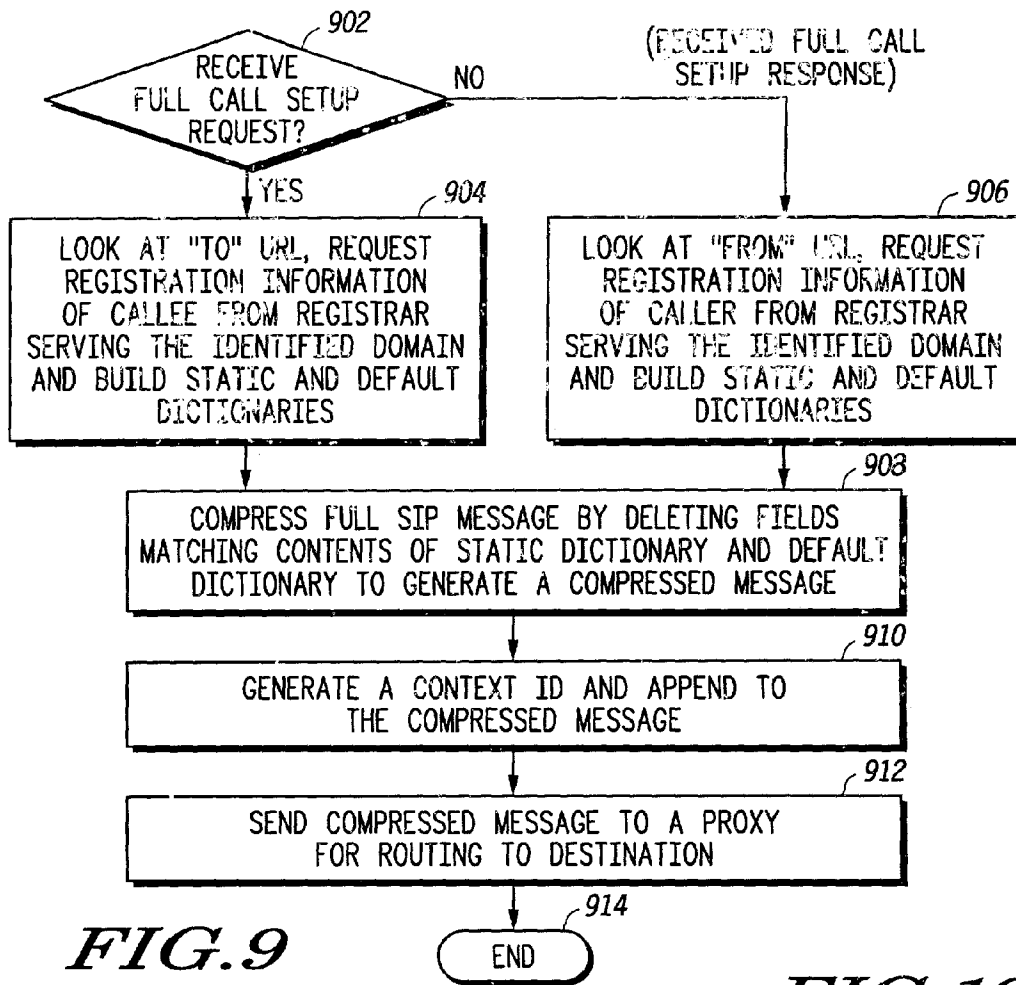 902
RECEIVE
FULL CALL SETUP
REQUEST?
NO
(RECEIVED FULL CALL
SETUP RESPONSE)
YES
904
LOOK AT "TO" URL, REQUEST
REGISTRATION INFORMATION
OF CALLEE FROM REGISTRAR
SERVING THE IDENTIFIED DOMAIN
AND BUILD STATIC AND DEFAULT
DICTIONARIES
906
LOOK AT "FROM" URL, REQUEST
REGISTRATION INFORMATION
OF CALLER FROM REGISTRAR
SERVING THE IDENTIFIED DOMAIN
AND BUILD STATIC AND DEFAULT
DICTIONARIES
908
COMPRESS FULL SIP MESSAGE BY DELETING FIELDS
MATCHING CONTENTS OF STATIC DICTIONARY AND DEFAULT
DICTIONARY TO GENERATE A COMPRESSED MESSAGE
910
GENERATE A CONTEXT ID AND APPEND TO
THE COMPRESSED MESSAGE
912
SEND COMPRESSED MESSAGE TO A PROXY
FOR ROUTING TO DESTINATION
914
END
FIG.9